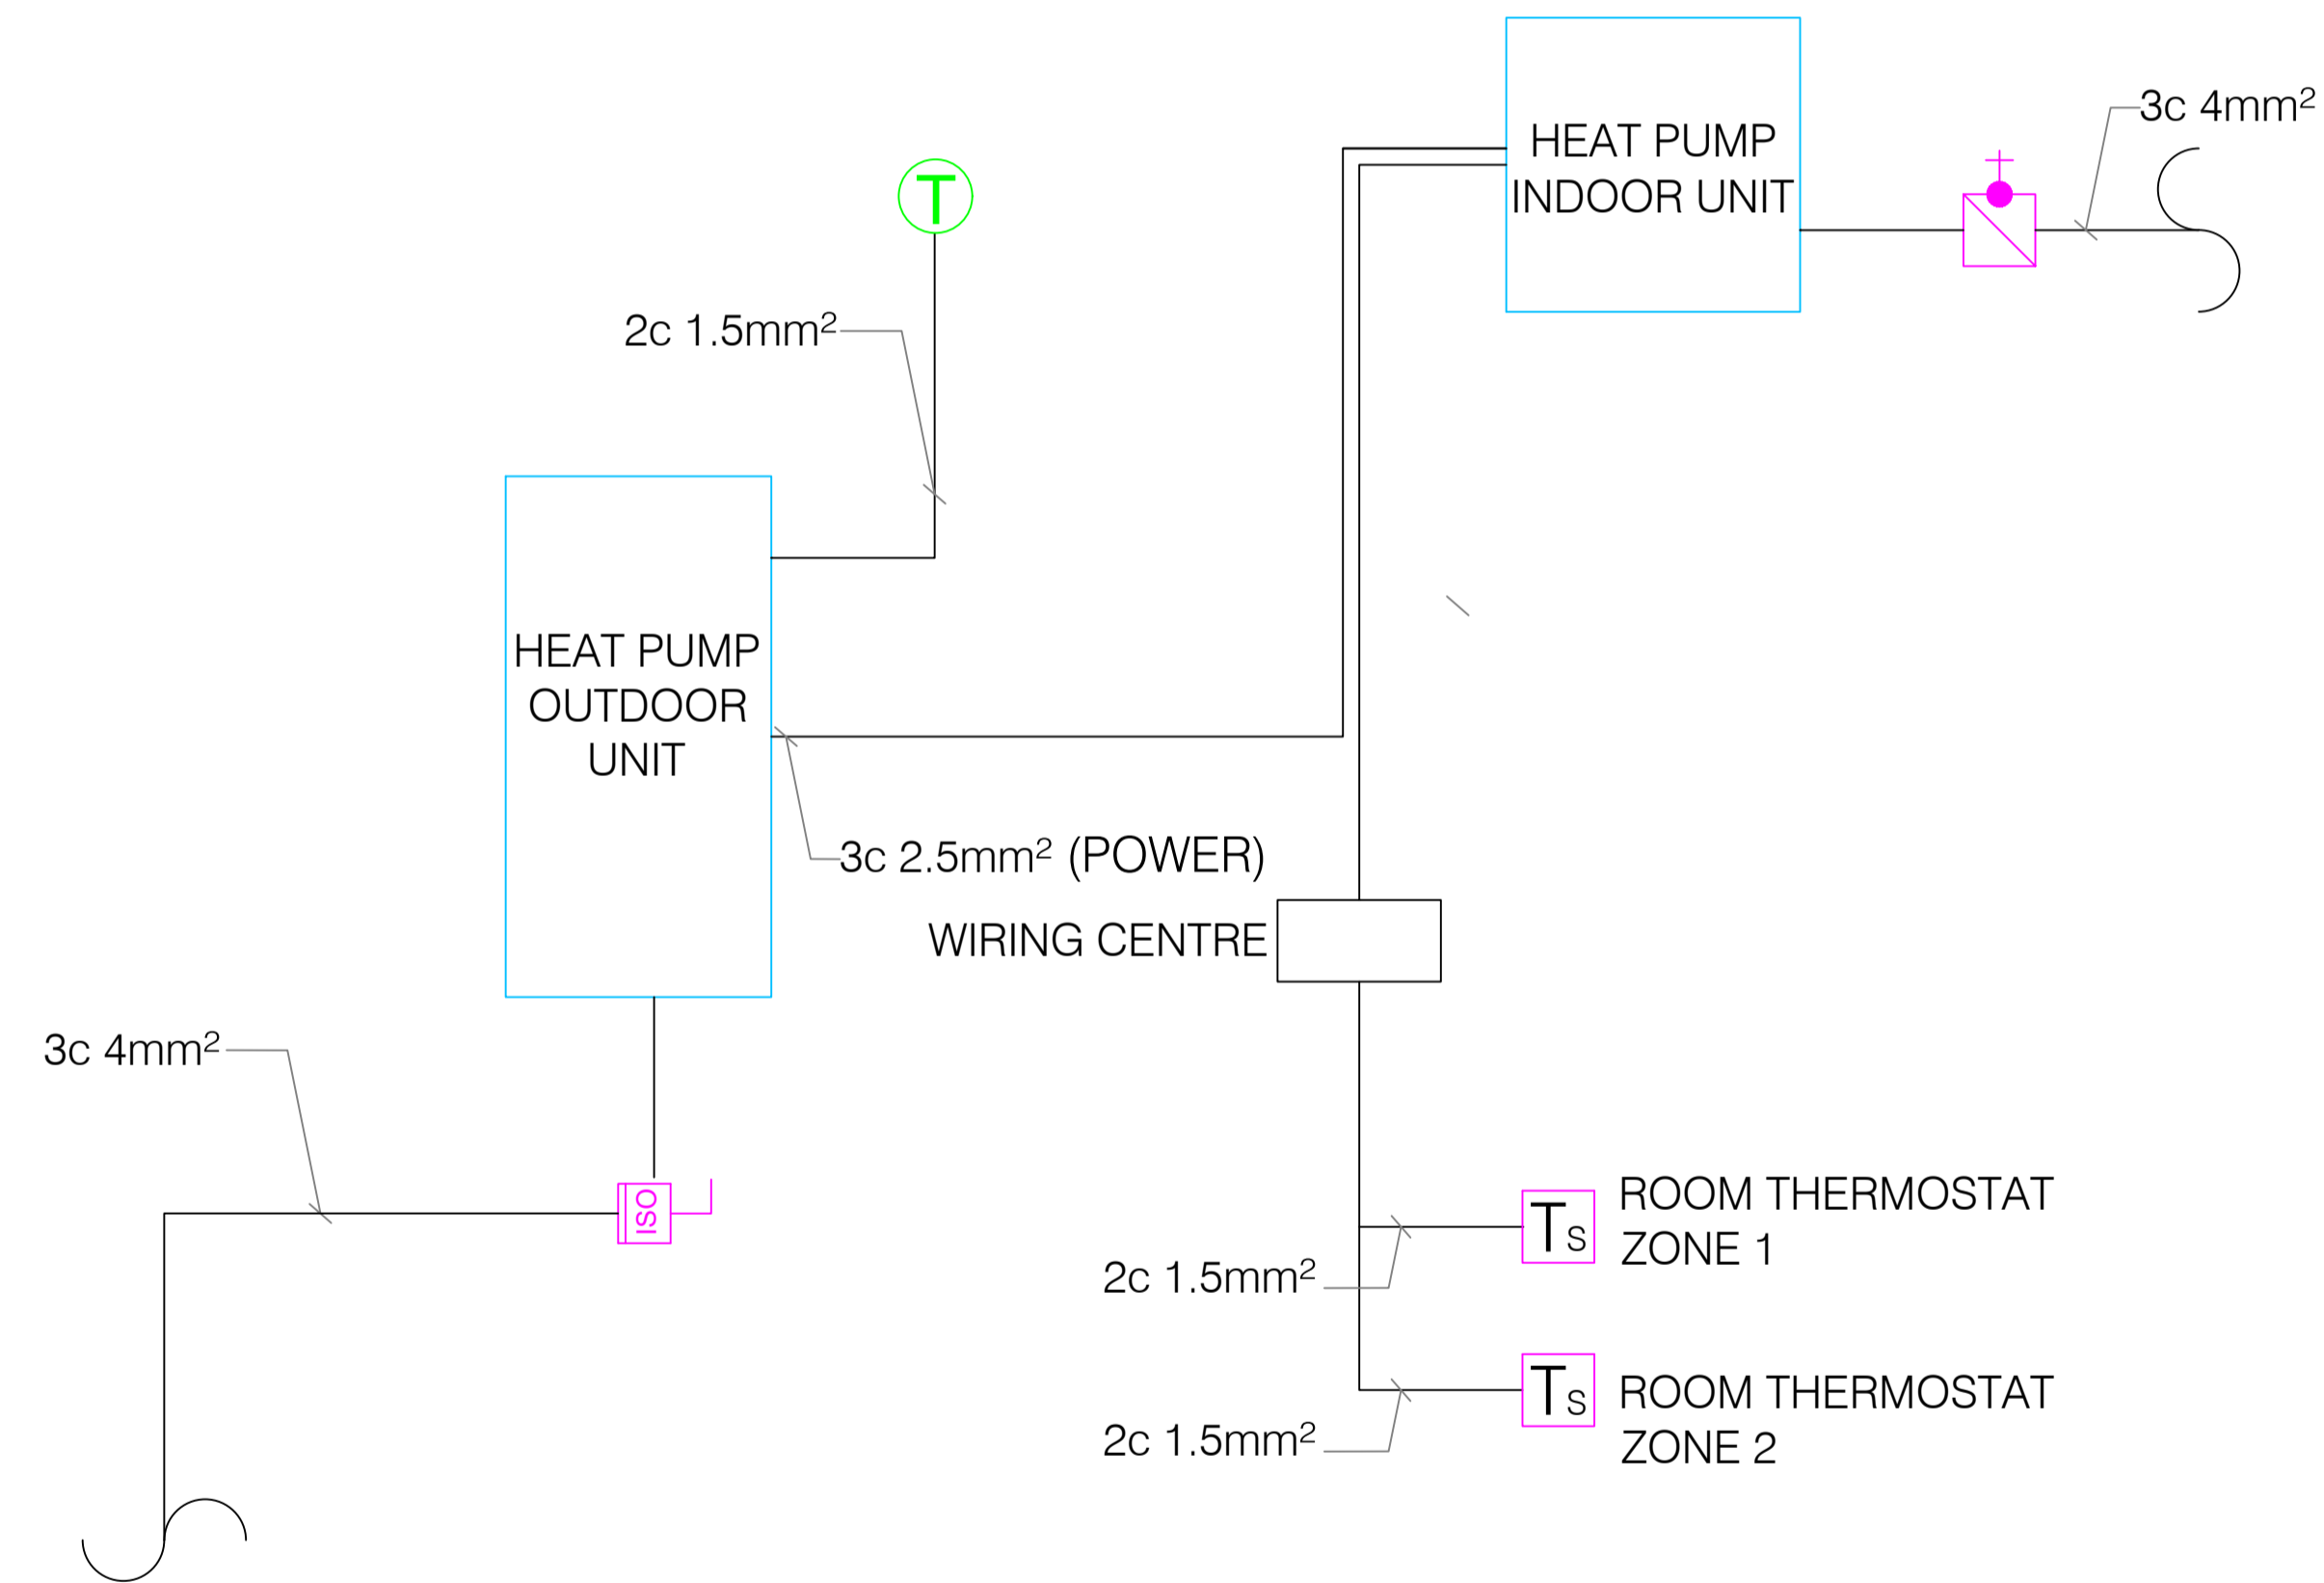 HEAT PUMP
INDOOR UNIT
3c 4mm²
T
2c 1.5mm²
HEAT PUMP
OUTDOOR
UNIT
3c 2.5mm² (POWER)
WIRING CENTRE
3c 4mm²
ISO
Ts
ROOM THERMOSTAT
ZONE 1
2c 1.5mm²
Ts
ROOM THERMOSTAT
ZONE 2
2c 1.5mm²